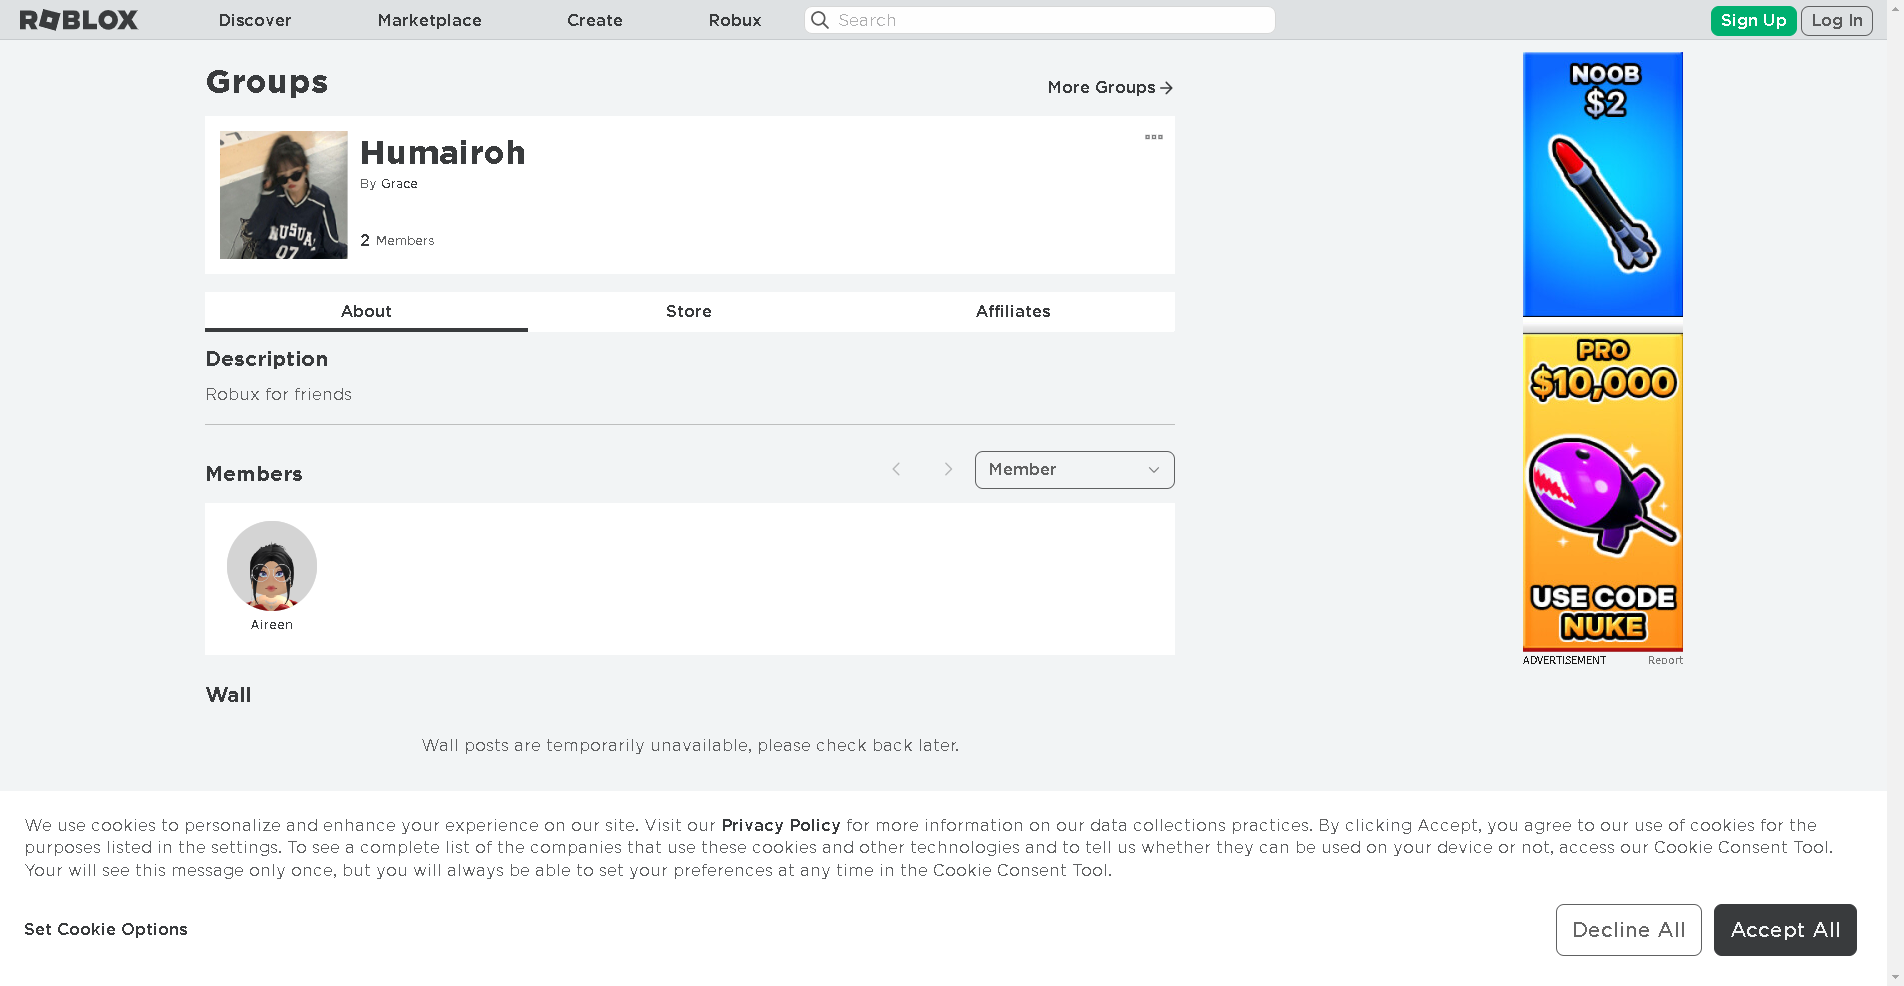 ROBLOX
Discover
Marketplace
Create
Robux
Search
Sign Up
Log In
Groups
More Groups
Humairoh
By Grace
2 Members
About
Store
Affiliates
Description
Robux for friends
Members
Member
Aireen
Wall
Wall posts are temporarily unavailable, please check back later.
NOOB
$2
PRO
$10,000
USE CODE
NUKE
ADVERTISEMENT
Report
We use cookies to personalize and enhance your experience on our site. Visit our Privacy Policy for more information on our data collections practices. By clicking Accept, you agree to our use of cookies for the
purposes listed in the settings. To see a complete list of the companies that use these cookies and other technologies and to tell us whether they can be used on your device or not, access our Cookie Consent Tool.
Your will see this message only once, but you will always be able to set your preferences at any time in the Cookie Consent Tool.
Set Cookie Options
Decline All
Accept All